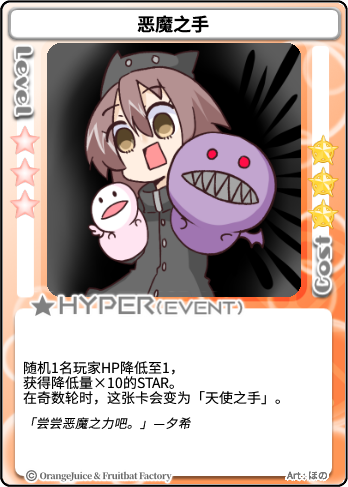 恶魔之手
Level
Cost
HYPER(EVENT)
随机1名玩家HP降低至1，
获得降低量×10的STAR。
在奇数轮时，这张卡会变为「天使之手」。
「尝尝恶魔之力吧。」—夕希
© OrangeJuice & Fruitbat Factory
Art : ほの